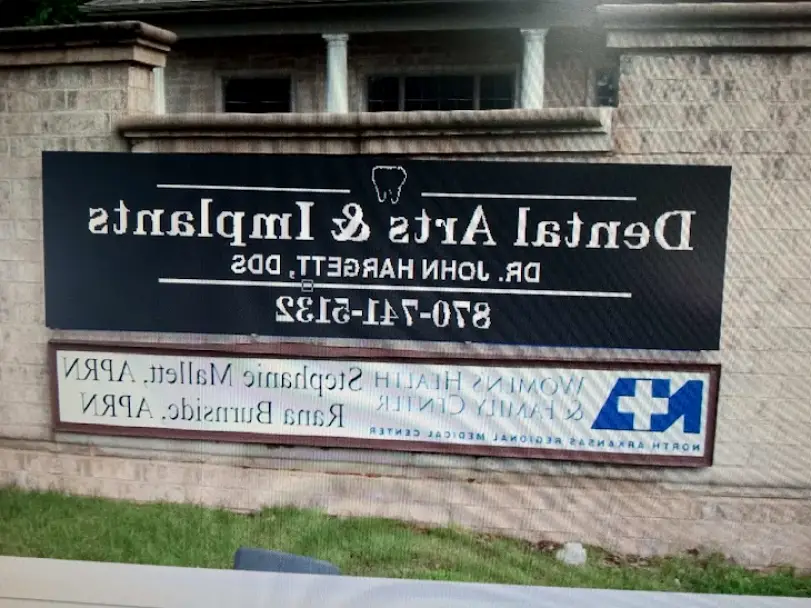 Dental Arts & Implants
DR. JOHN HARGETT, DDS
870-741-5132
WOMENS HEALTH
& FAMILY CENTER
NORTH ARKANSAS REGIONAL MEDICAL CENTER
Stephanie Mallett, APRN
Rana Burnside, APRN